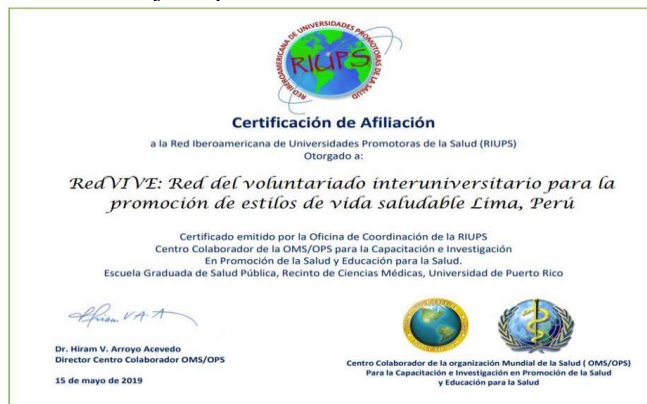 RED IBEROAMERICANA DE UNIVERSIDADES PROMOTORAS DE LA SALUD
RIUPS
Certificación de Afiliación
a la Red Iberoamericana de Universidades Promotoras de la Salud (RIUPS)
Otorgado a:
RedVIVE: Red del voluntariado interuniversitario para la
promoción de estilos de vida saludable Lima, Perú
Certificado emitido por la Oficina de Coordinación de la RIUPS
Centro Colaborador de la OMS/OPS para la Capacitación e Investigación
En Promoción de la Salud y Educación para la Salud.
Escuela Graduada de Salud Pública, Recinto de Ciencias Médicas, Universidad de Puerto Rico
Dr. Hiram V. Arroyo Acevedo
Director Centro Colaborador OMS/OPS
15 de mayo de 2019
Centro Colaborador de la organización Mundial de la Salud ( OMS/OPS)
Para la Capacitación e Investigación en Promoción de la Salud
y Educación para la Salud